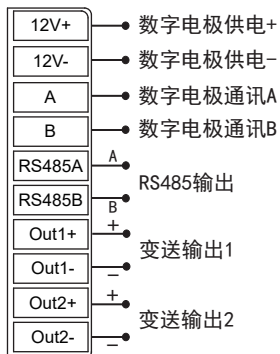 12V+ 数字电极供电+
12V- 数字电极供电-
A 数字电极通讯A
B 数字电极通讯B
RS485A A
RS485输出
RS485B B
Out1+ +
变送输出1
Out1- -
Out2+ +
变送输出2
Out2- -